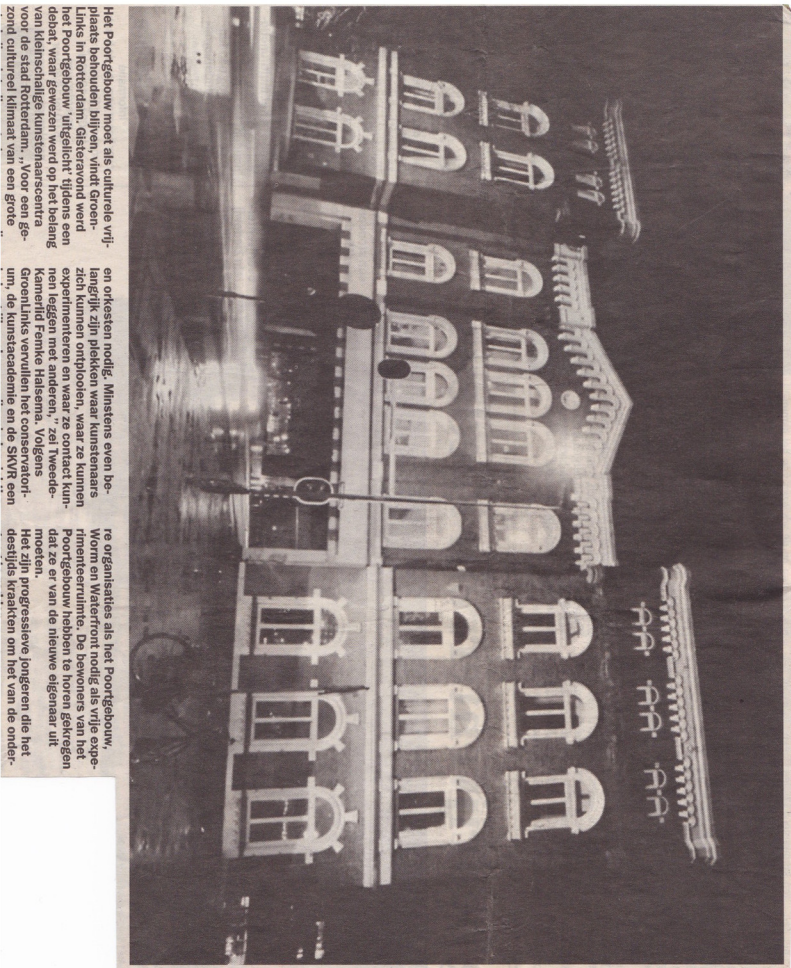 Het Poortgebouw moet als culturele vrij-
plaats behouden blijven, vindt Groen-
Links in Rotterdam. Gisteravond werd
het Poortgebouw 'uitgelicht' tijdens een
debat, waar gewezen werd op het belang
van kleinschalige kunstenaarscentra
voor de stad Rotterdam. ,,Voor een ge-
zond cultureel klimaat van een grote
en orkesten nodig. Minstens even be-
langrijk zijn plekken waar kunstenaars
zich kunnen ontplooien, waar ze kunnen
experimenteren en waar ze contact kun-
nen leggen met anderen,'' zei Tweede-
Kamerlid Femke Halsema. Volgens
GroenLinks vervullen het conservatori-
um, de kunstacademie en de SKVR een
re organisaties als het Poortgebouw,
Worm en Waterfront nodig als vrije expe-
rimenteerruimte. De bewoners van het
Poortgebouw hebben te horen gekregen
dat ze er van de nieuwe eigenaar uit
moeten.
Het zijn progressieve jongeren die het
destijds kraakten om het van de onder-